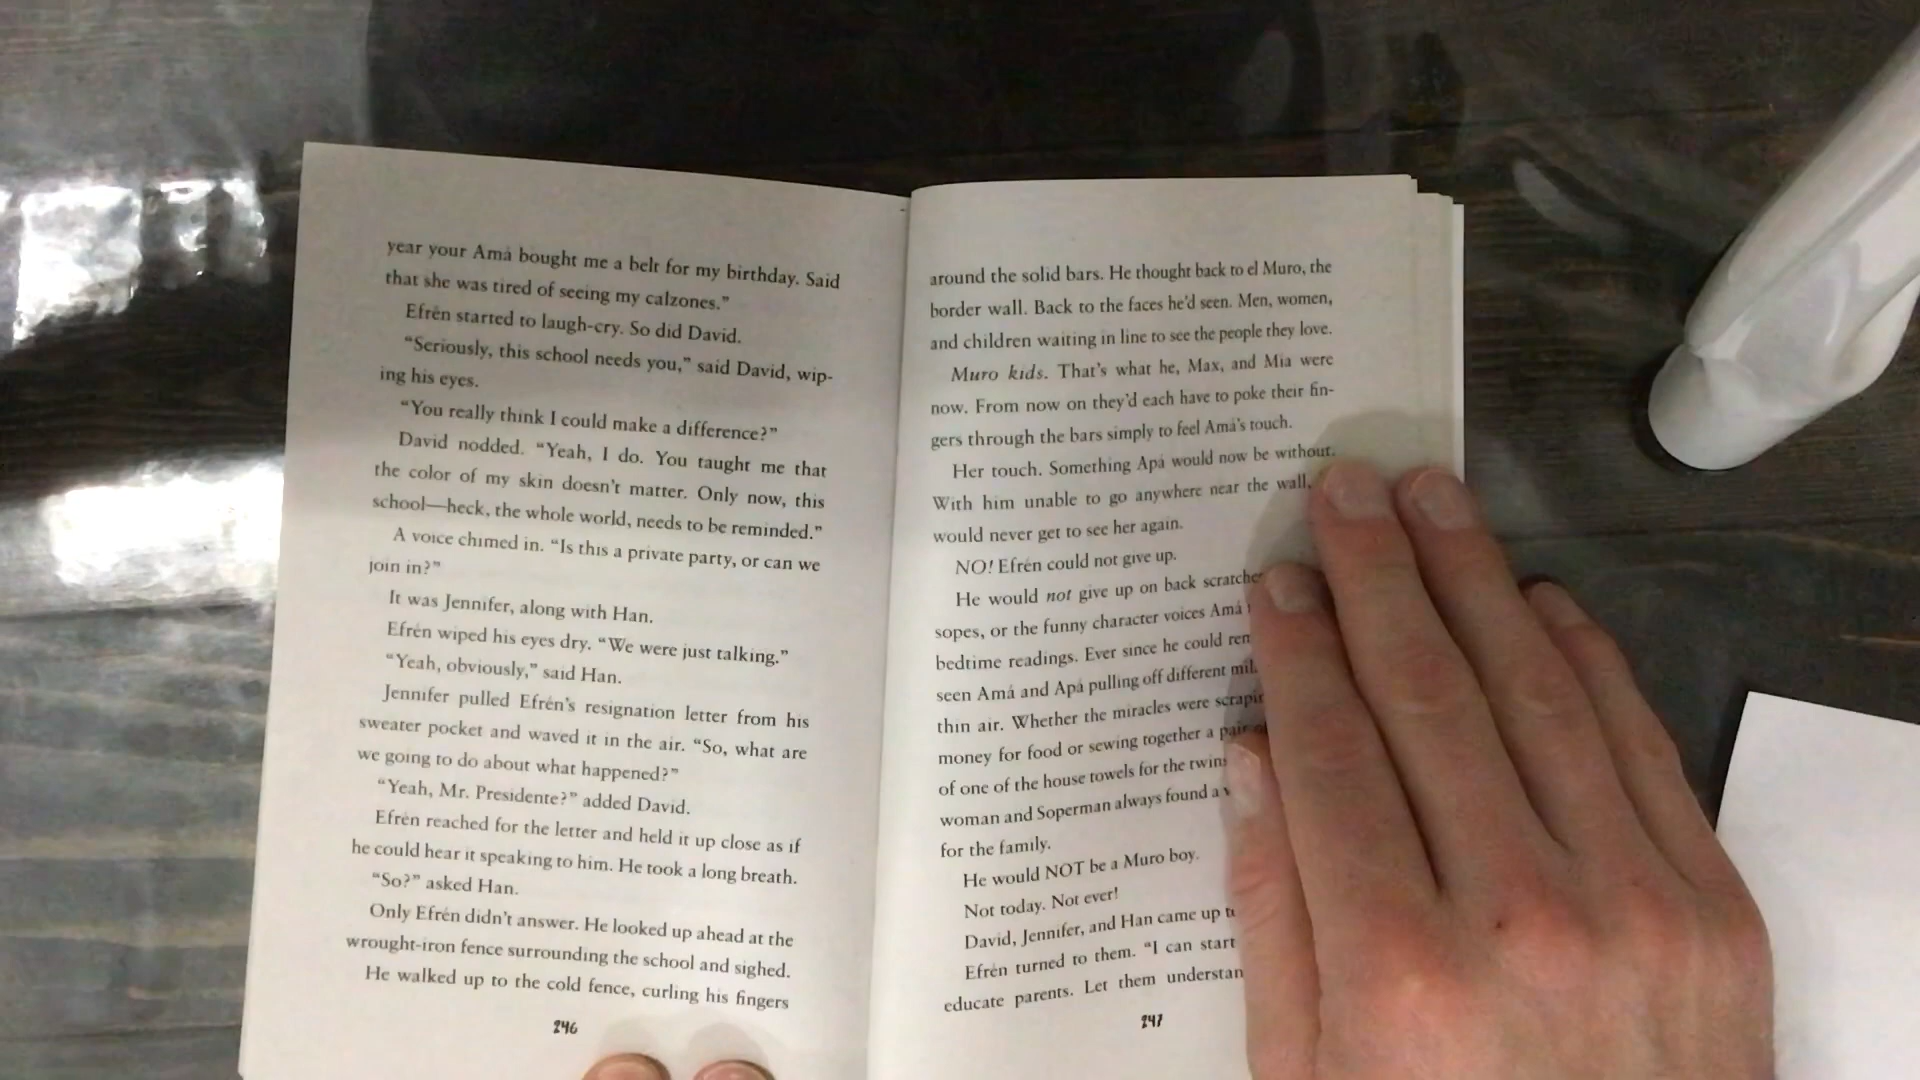 year your Amá bought me a belt for my birthday. Said
that she was tired of seeing my calzones.”
Efrén started to laugh-cry. So did David.
“Seriously, this school needs you,” said David, wip-
ing his eyes.
“You really think I could make a difference?”
David nodded. “Yeah, I do. You taught me that
the color of my skin doesn’t matter. Only now, this
school—heck, the whole world, needs to be reminded.”
A voice chimed in. “Is this a private party, or can we
join in?”
It was Jennifer, along with Han.
Efrén wiped his eyes dry. “We were just talking.”
“Yeah, obviously,” said Han.
Jennifer pulled Efrén’s resignation letter from his
sweater pocket and waved it in the air. “So, what are
we going to do about what happened?”
“Yeah, Mr. Presidente?” added David.
Efrén reached for the letter and held it up close as if
he could hear it speaking to him. He took a long breath.
“So?” asked Han.
Only Efrén didn’t answer. He looked up ahead at the
wrought-iron fence surrounding the school and sighed.
He walked up to the cold fence, curling his fingers
246
around the solid bars. He thought back to el Muro, the
border wall. Back to the faces he’d seen. Men, women,
and children waiting in line to see the people they love.
Muro kids. That’s what he, Max, and Mia were
now. From now on they’d each have to poke their fin-
gers through the bars simply to feel Amá’s touch.
Her touch. Something Apá would now be without.
With him unable to go anywhere near the wall,
would never get to see her again.
NO! Efrén could not give up.
He would not give up on back
sopes, or the funny character voices Amá
bedtime readings. Ever since he could
seen Amá and Apá pulling off different
thin air. Whether the miracles were
money for food or sewing together a pair
of one of the house towels for the
woman and Soperman always found a
for the family.
He would NOT be a Muro boy.
Not today. Not ever!
David, Jennifer, and Han came up
Efrén turned to them. “I can start
educate parents. Let them
247